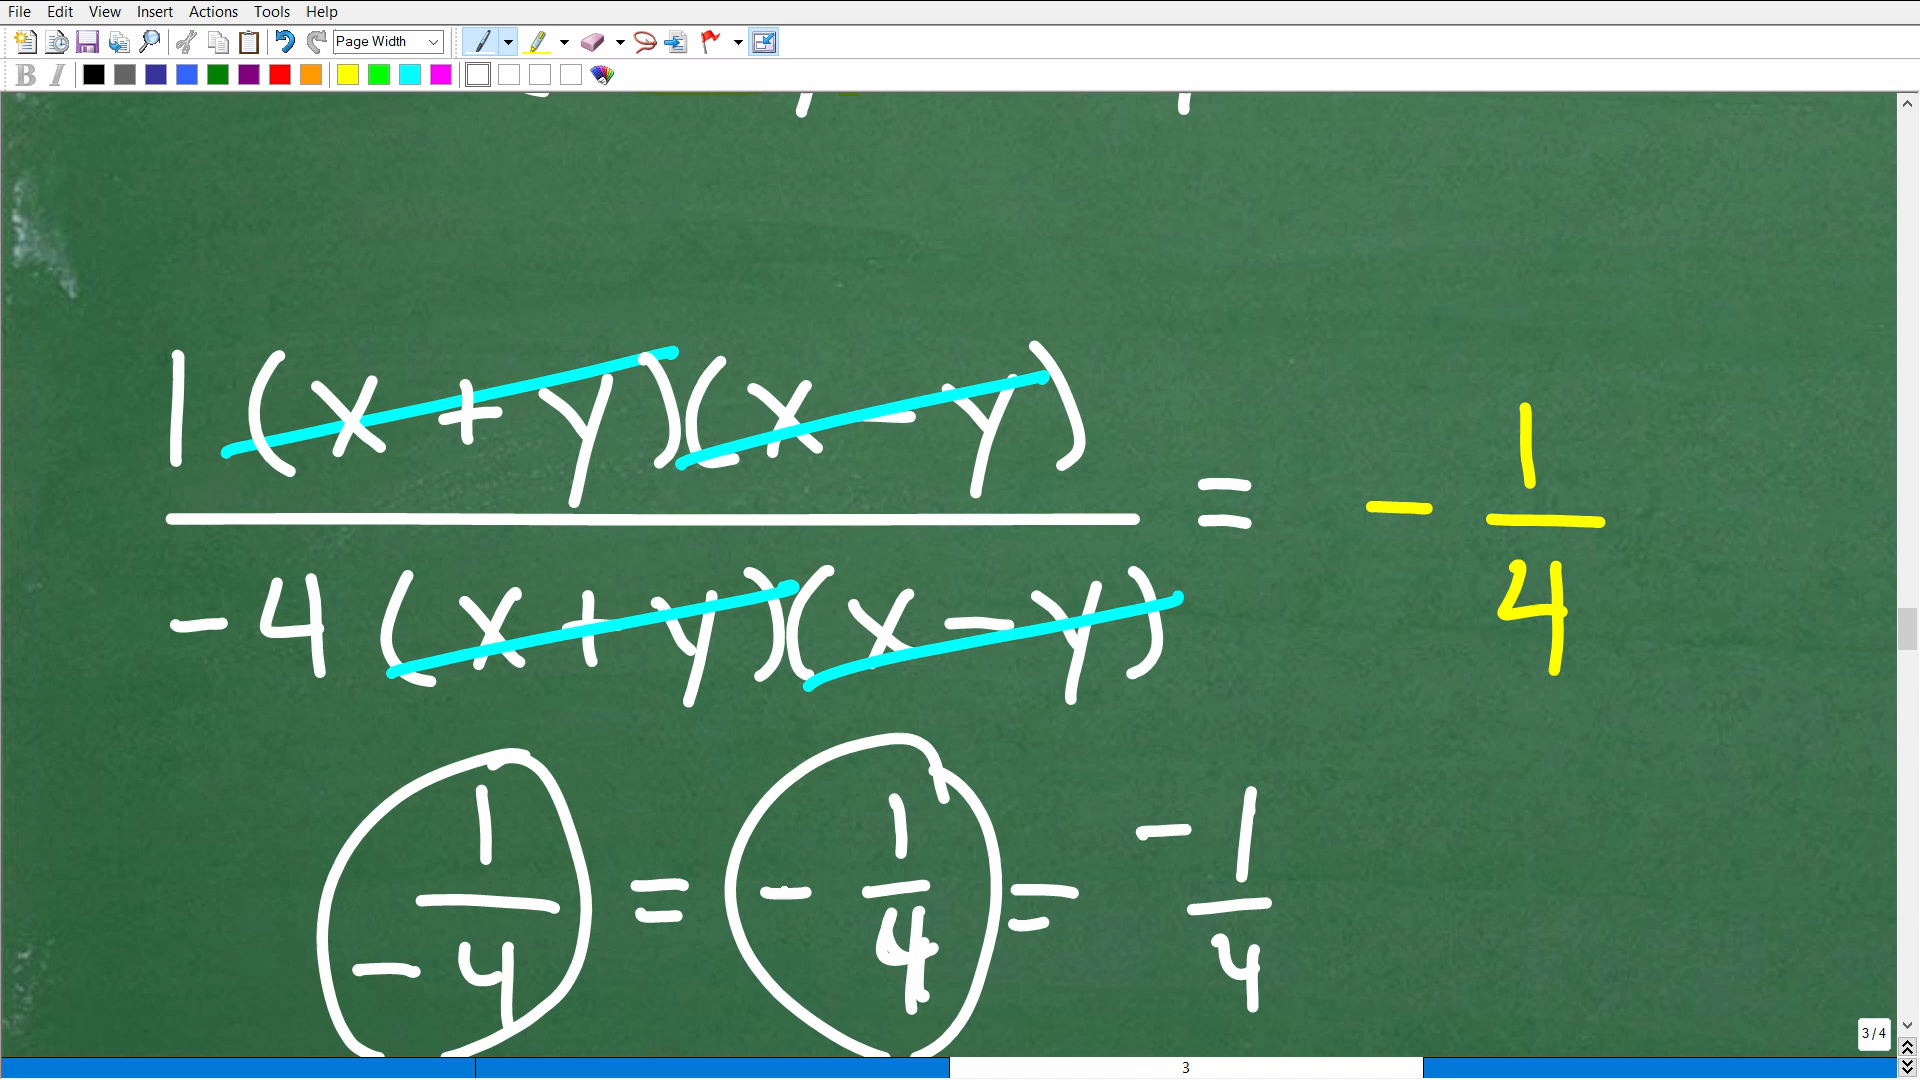 File Edit View Insert Actions Tools Help
Page Width
B I
1 (x + y)(x - y)
= - 1
4
- 4 (x + y)(x - y)
1 = - 1 = - 1
- 4 4 4
3 / 4
3